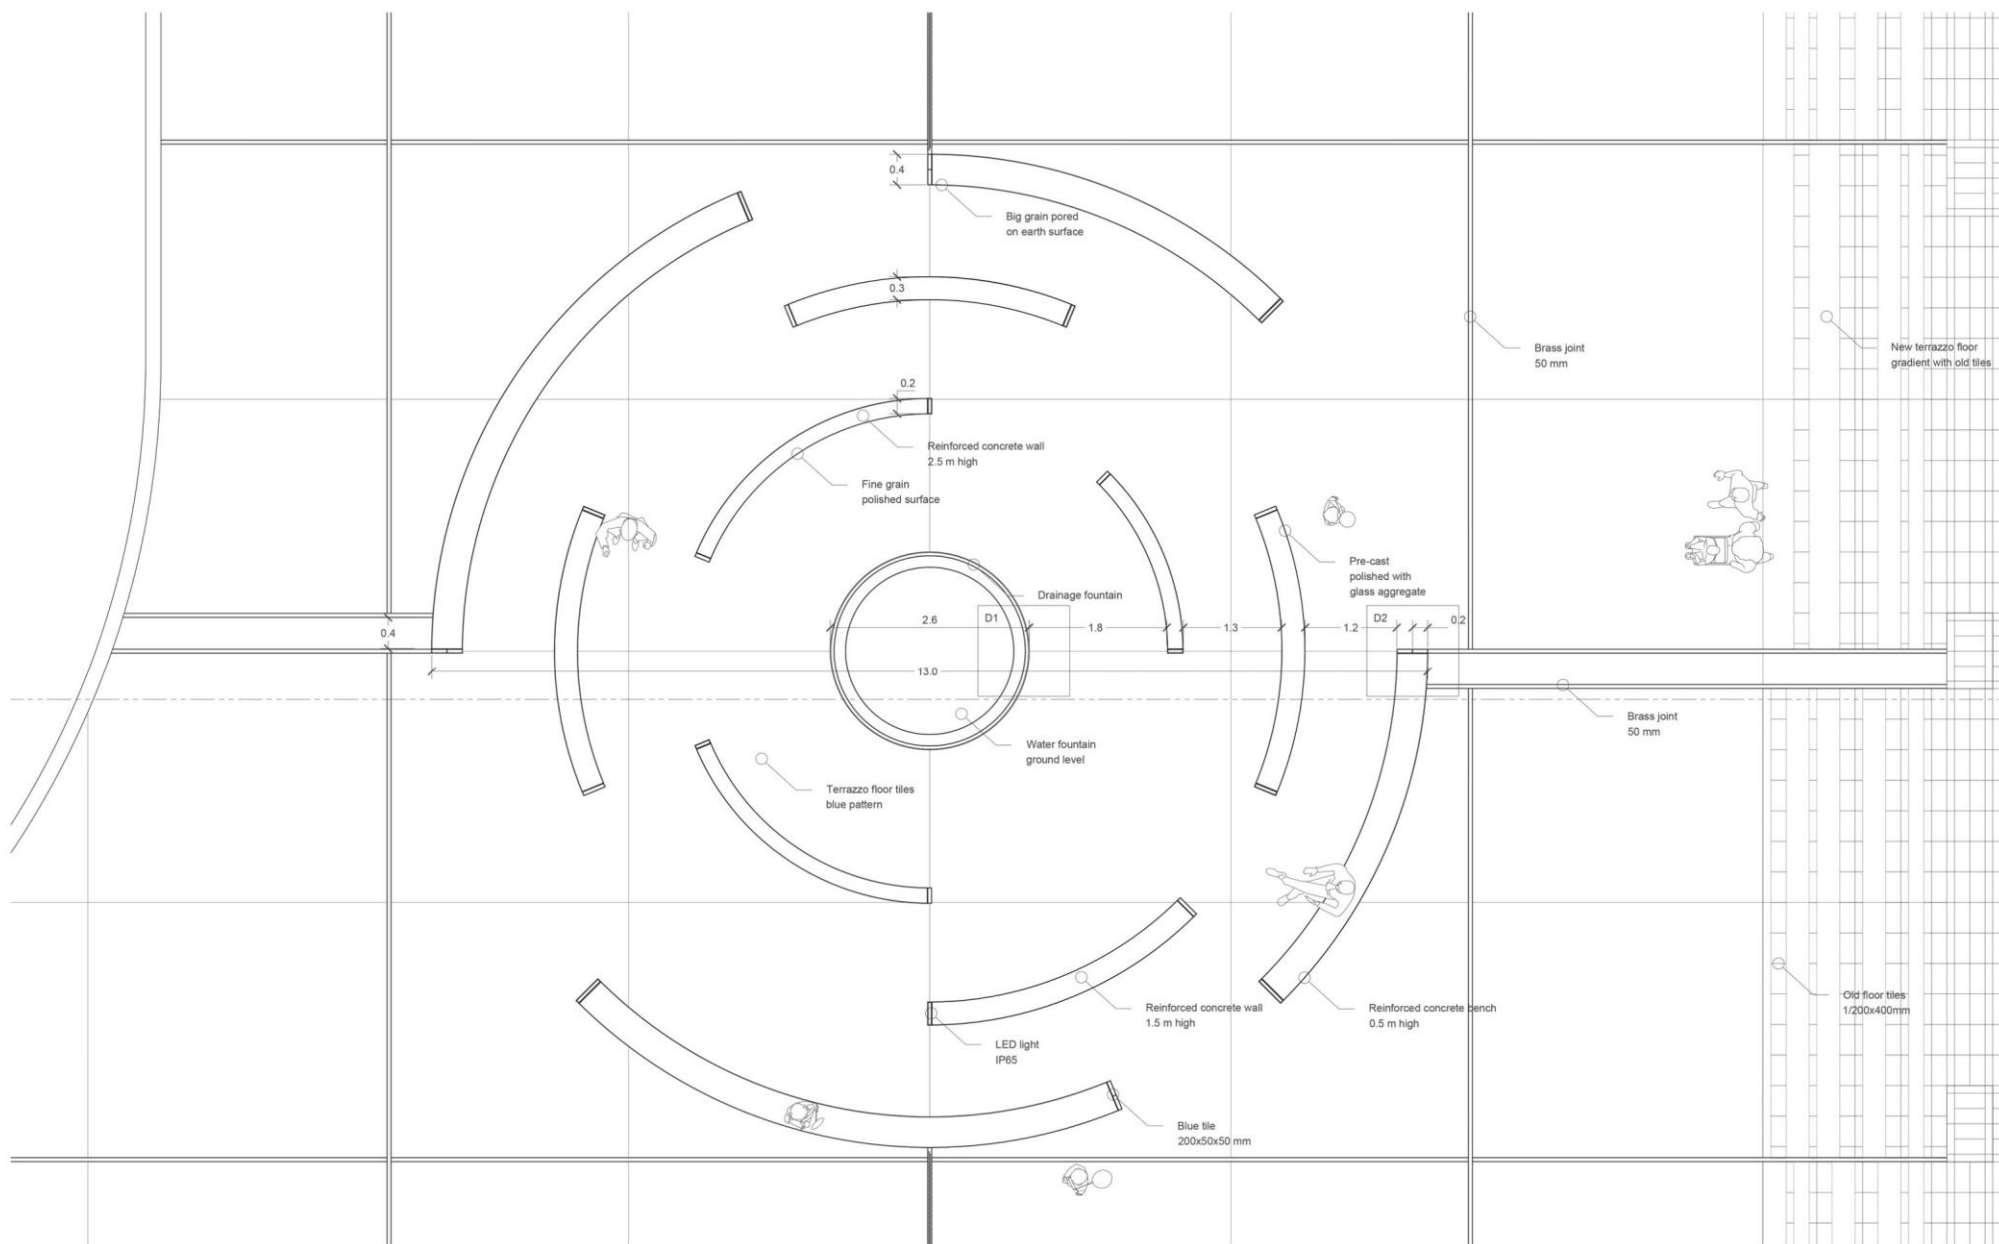 0.4
Big grain pored
on earth surface
0.3
Brass joint
50 mm
New terrazzo floor
gradient with old tiles
0.2
Reinforced concrete wall
2.5 m high
Fine grain
polished surface
Pre-cast
polished with
glass aggregate
Drainage fountain
0.4
2.6
D1
1.8
1.3
1.2
D2
0.2
13.0
Brass joint
50 mm
Water fountain
ground level
Terrazzo floor tiles
blue pattern
Reinforced concrete wall
1.5 m high
Reinforced concrete bench
0.5 m high
Old floor tiles
1/200x400mm
LED light
IP65
Blue tile
200x50x50 mm